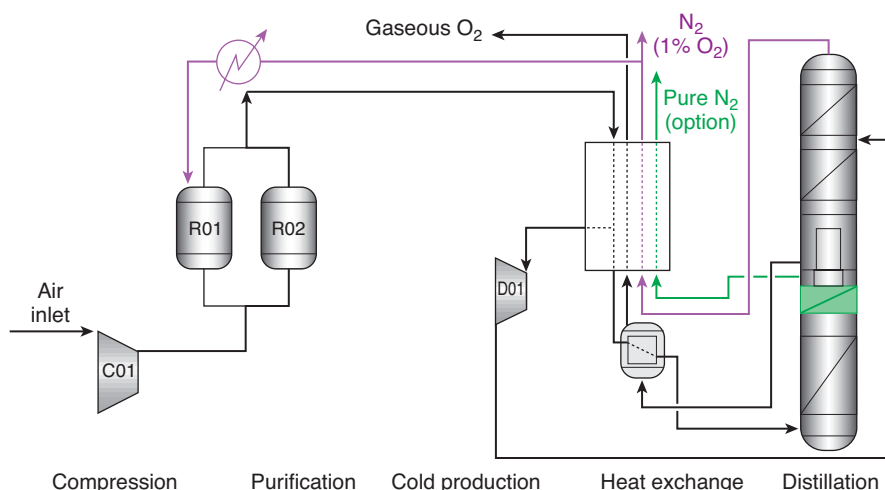 Gaseous O2
N2
(1% O2)
Pure N2
(option)
R01
R02
Air
inlet
C01
D01
Compression
Purification
Cold production
Heat exchange
Distillation